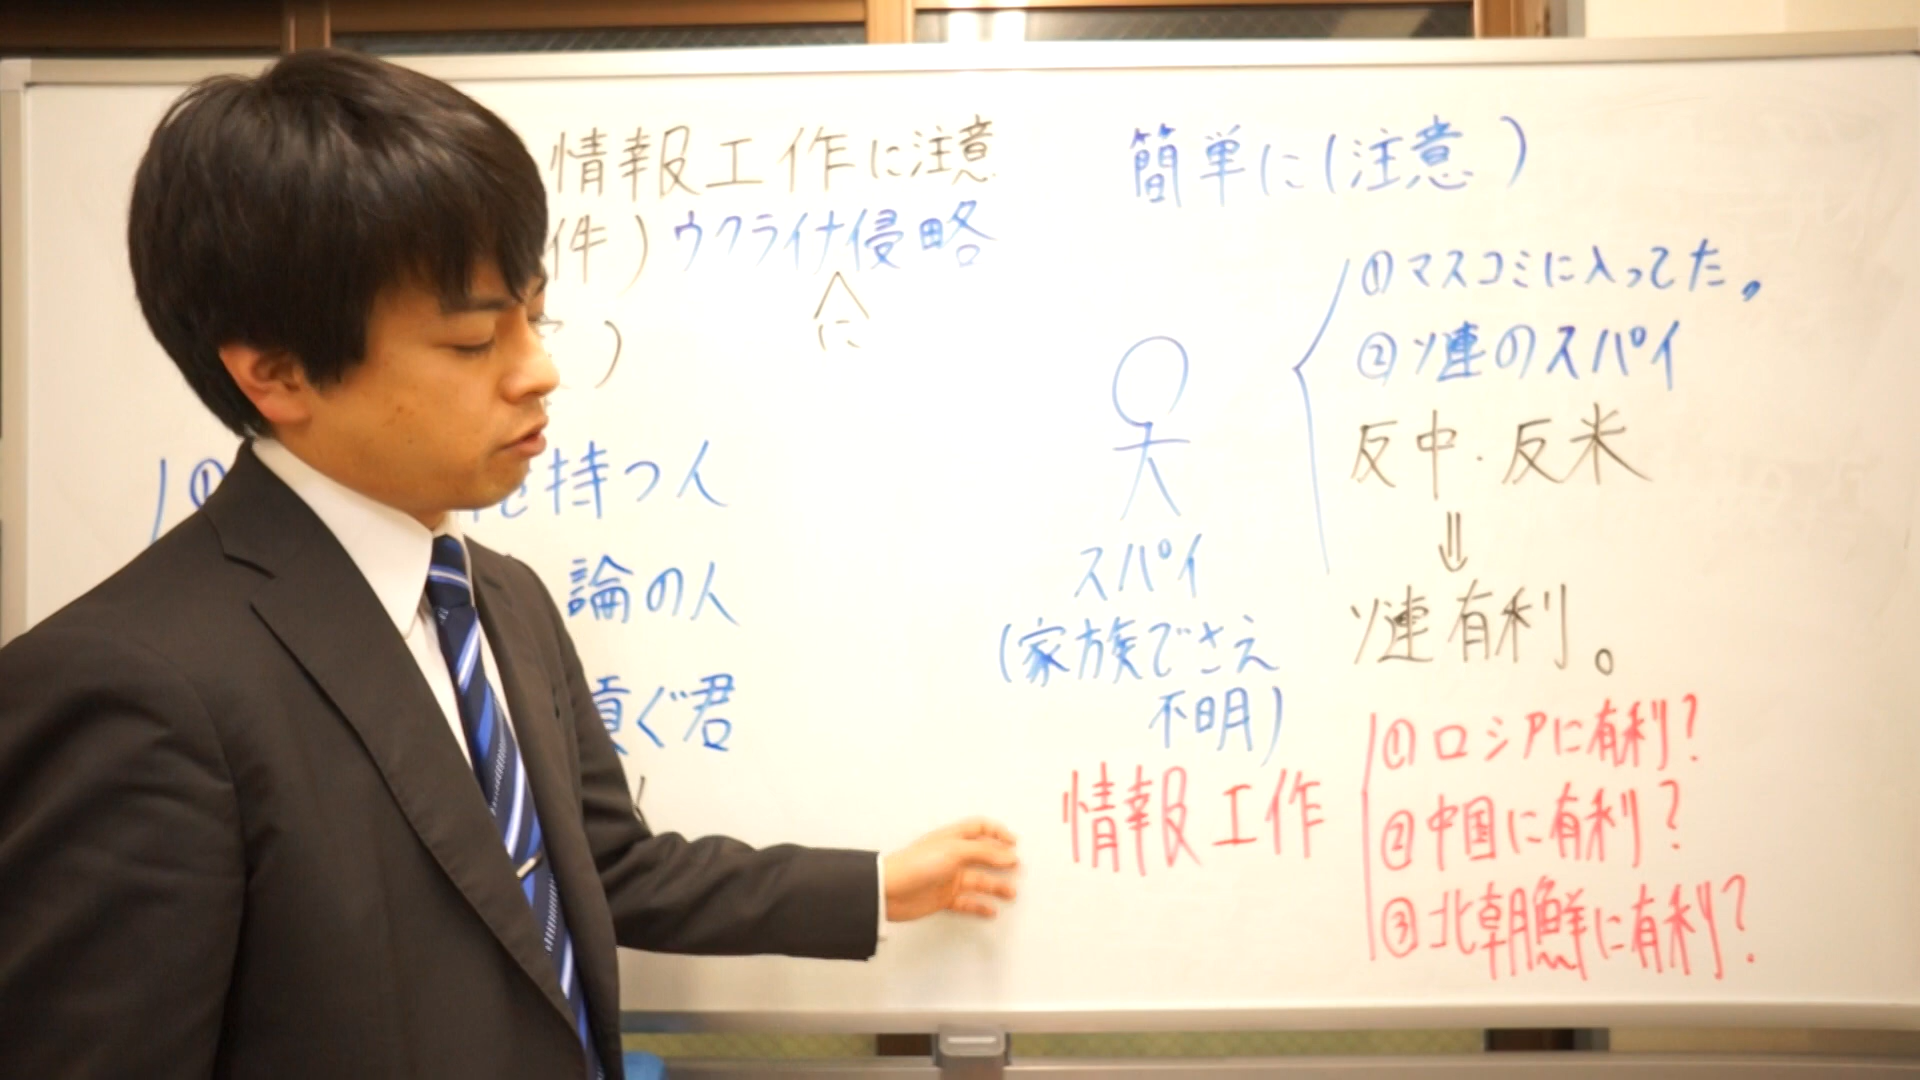 情報工作に注意
件)ウクライナ侵略
に
)
①
を持つ人
論の人
貢ぐ君
簡単に(注意)
①マスコミに入ってた。
②ソ連のスパイ
反中・反米
⇓
ソ連有利。
スパイ
(家族でさえ
不明)
情報工作
①ロシアに有利?
②中国に有利?
③北朝鮮に有利?